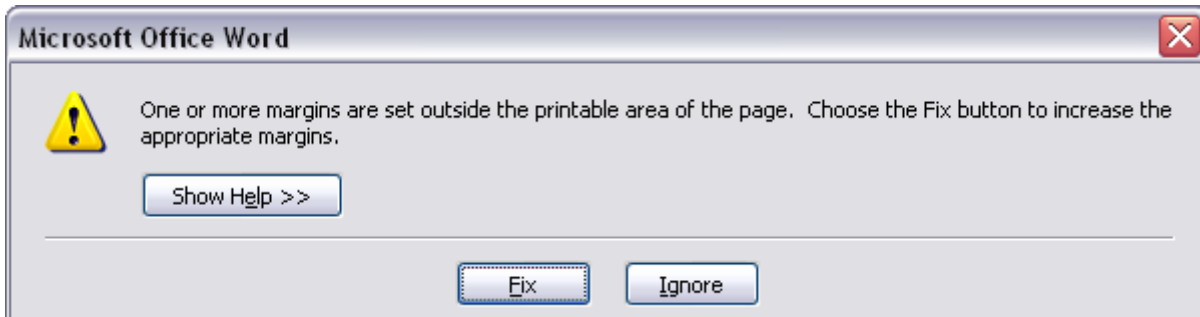 Microsoft Office Word
One or more margins are set outside the printable area of the page.  Choose the Fix button to increase the
appropriate margins.
Show Help >>
Fix
Ignore